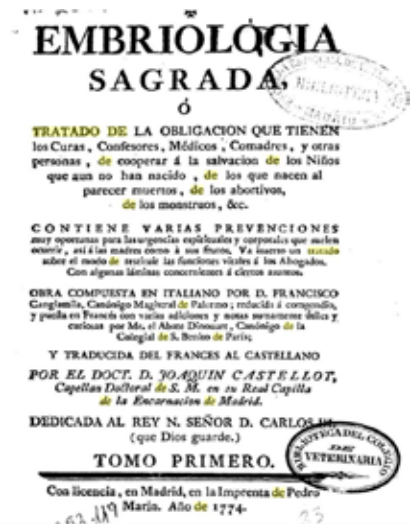 EMBRIOLOGIA
SAGRADA,
Ó
TRATADO DE LA OBLIGACION QUE TIENEN
los Curas, Confesores, Médicos, Comadres, y otras
personas, de cooperar á la salvacion de los Niños
que aun no han nacido, de los que nacen al
parecer muertos, de los abortivos,
de los monstruos, &c.
CONTIENE VARIAS PREVENCIONES
muy oportunas para las urgencias espirituales y corporales que suelen
ocurrir, así á las madres como á sus frutos. Va inserto un tratado
sobre el modo de restituir las funciones vitales á los Ahogados.
Con algunas láminas concernientes á ciertos asuntos.
OBRA COMPUESTA EN ITALIANO POR D. FRANCISCO
Cangiamila, Canónigo Magistral de Palermo; reducida á compendio,
y puesta en Francés con varias adiciones y notas sumamente útiles y
curiosas por Mr. el Abate Dinouart, Canónigo de la
Colegial de S. Benito de Paris;
Y TRADUCIDA DEL FRANCES AL CASTELLANO
POR EL DOCT. D. JOAQUIN CASTELLOT,
Capellan Doctoral de S. M. en su Real Capilla
de la Encarnacion de Madrid.
DEDICADA AL REY N. SEÑOR D. CARLOS III.
(que Dios guarde.)
TOMO PRIMERO.
BIBLIOTECA DEL COLEGIO
DE
VETERINARIA
Con licencia, en Madrid, en la Imprenta de Pedro
Marin. Año de 1774.
23